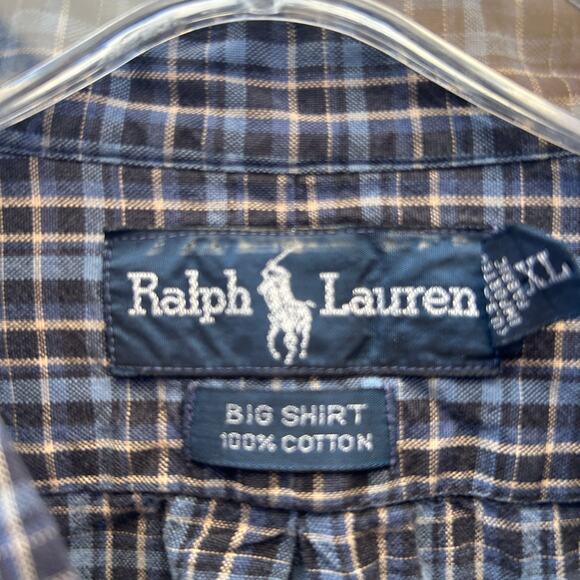 Ralph Lauren
XL
BIG SHIRT
100% COTTON